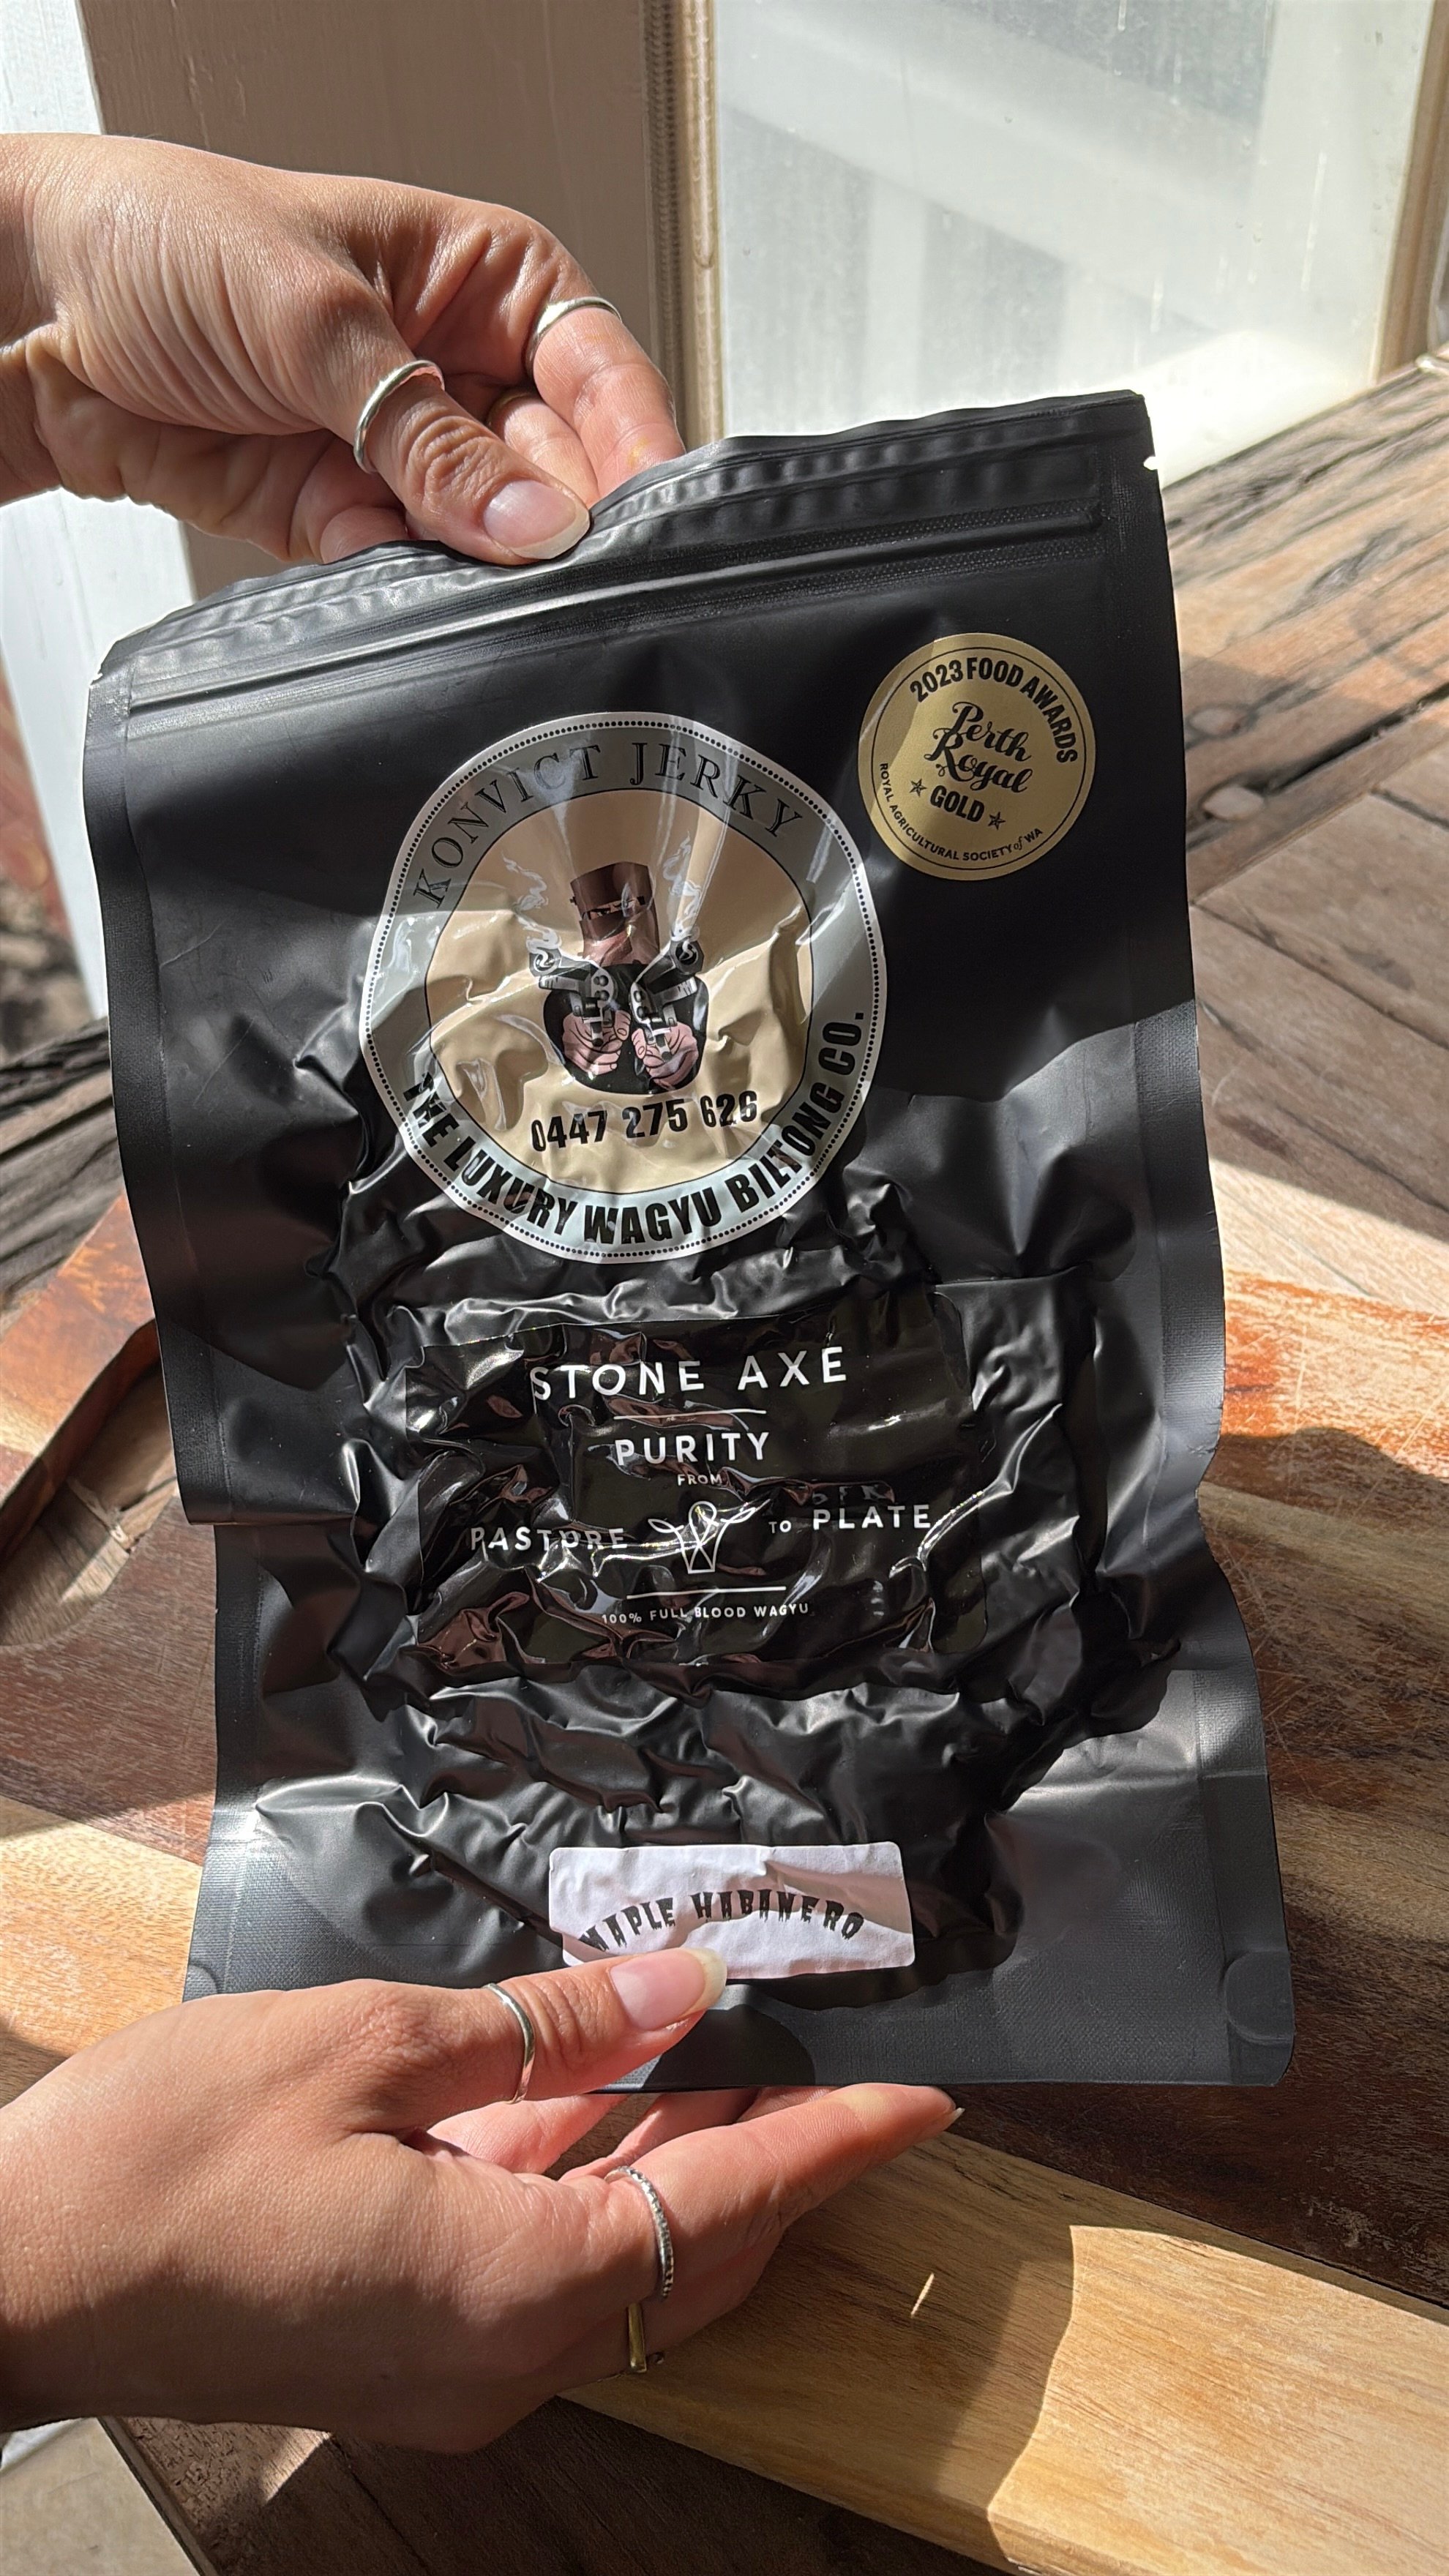 2023 FOOD AWARDS
Perth
Royal
GOLD
ROYAL AGRICULTURAL SOCIETY of WA
KONVICT JERKY
0447 275 626
THE LUXURY WAGYU BILTONG CO.
STONE AXE
PURITY
FROM
PASTURE TO PLATE
100% FULL BLOOD WAGYU
MAPLE HABANERO